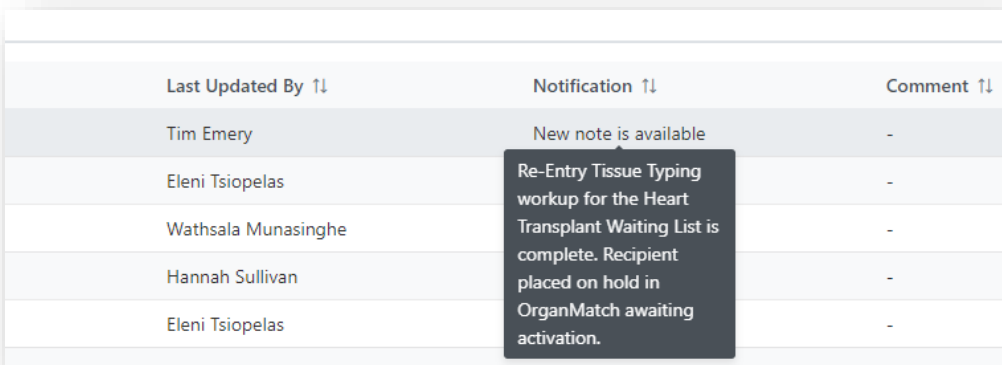 Last Updated By ↑↓ Notification ↑↓ Comment ↑↓
Tim Emery New note is available -
Eleni Tsiopelas -
Wathsala Munasinghe -
Hannah Sullivan -
Eleni Tsiopelas -
Re-Entry Tissue Typing
workup for the Heart
Transplant Waiting List is
complete. Recipient
placed on hold in
OrganMatch awaiting
activation.